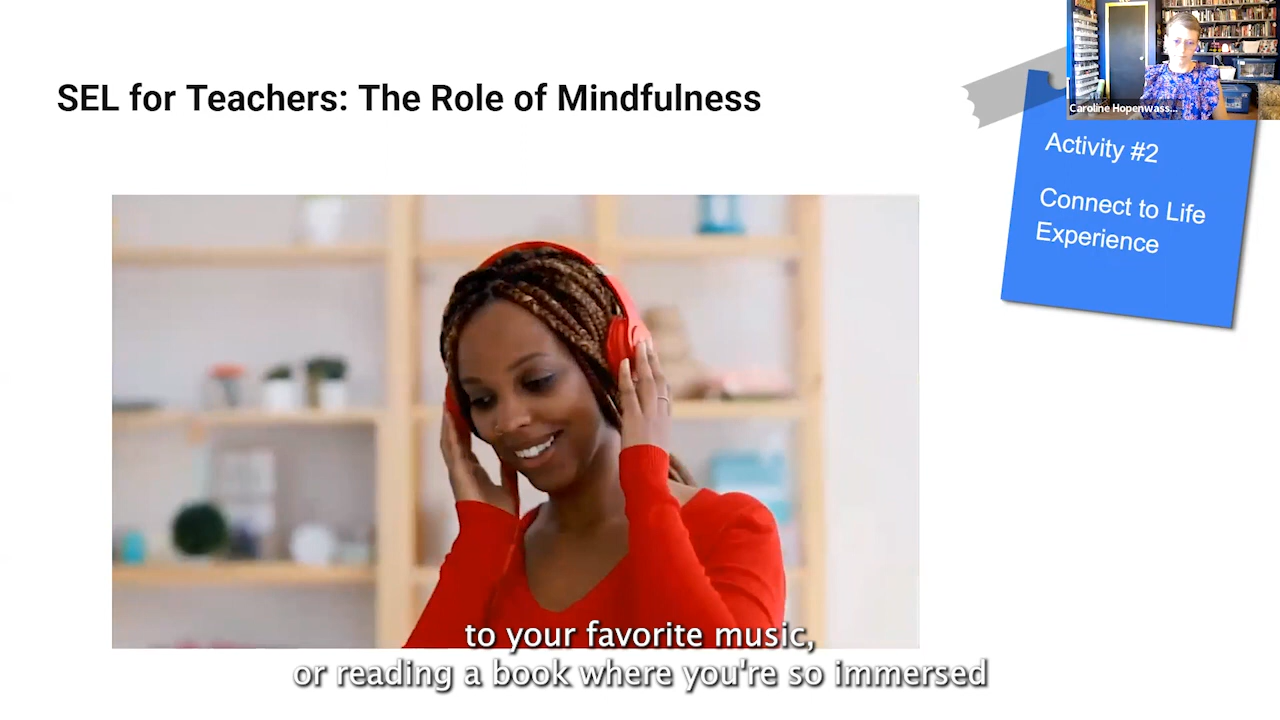 SEL for Teachers: The Role of Mindfulness
Caroline Hopenwass...
Activity #2
Connect to Life
Experience
to your favorite music,
or reading a book where you're so immersed